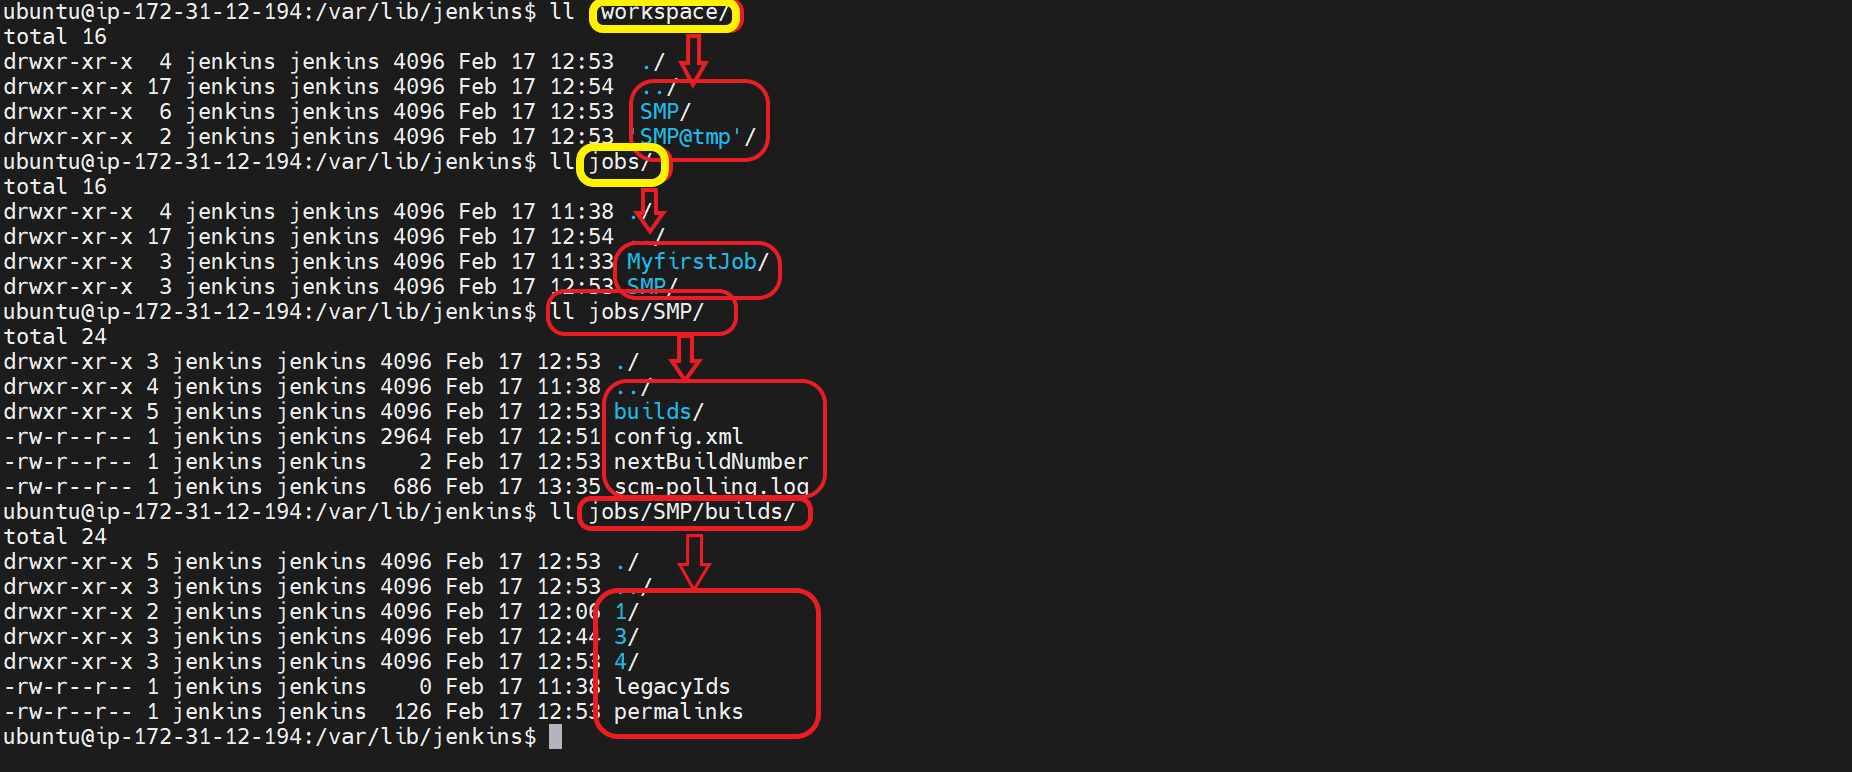 ubuntu@ip-172-31-12-194:/var/lib/jenkins$ ll workspace/
total 16
drwxr-xr-x  4 jenkins jenkins 4096 Feb 17 12:53  ./
drwxr-xr-x 17 jenkins jenkins 4096 Feb 17 12:54  ../
drwxr-xr-x  6 jenkins jenkins 4096 Feb 17 12:53  SMP/
drwxr-xr-x  2 jenkins jenkins 4096 Feb 17 12:53 'SMP@tmp'/
ubuntu@ip-172-31-12-194:/var/lib/jenkins$ ll jobs/
total 16
drwxr-xr-x  4 jenkins jenkins 4096 Feb 17 11:38 ./
drwxr-xr-x 17 jenkins jenkins 4096 Feb 17 12:54 ../
drwxr-xr-x  3 jenkins jenkins 4096 Feb 17 11:33 MyfirstJob/
drwxr-xr-x  3 jenkins jenkins 4096 Feb 17 12:53 SMP/
ubuntu@ip-172-31-12-194:/var/lib/jenkins$ ll jobs/SMP/
total 24
drwxr-xr-x 3 jenkins jenkins 4096 Feb 17 12:53 ./
drwxr-xr-x 4 jenkins jenkins 4096 Feb 17 11:38 ../
drwxr-xr-x 5 jenkins jenkins 4096 Feb 17 12:53 builds/
-rw-r--r-- 1 jenkins jenkins 2964 Feb 17 12:51 config.xml
-rw-r--r-- 1 jenkins jenkins    2 Feb 17 12:53 nextBuildNumber
-rw-r--r-- 1 jenkins jenkins  686 Feb 17 13:35 scm-polling.log
ubuntu@ip-172-31-12-194:/var/lib/jenkins$ ll jobs/SMP/builds/
total 24
drwxr-xr-x 5 jenkins jenkins 4096 Feb 17 12:53 ./
drwxr-xr-x 3 jenkins jenkins 4096 Feb 17 12:53 ../
drwxr-xr-x 2 jenkins jenkins 4096 Feb 17 12:06 1/
drwxr-xr-x 3 jenkins jenkins 4096 Feb 17 12:44 3/
drwxr-xr-x 3 jenkins jenkins 4096 Feb 17 12:53 4/
-rw-r--r-- 1 jenkins jenkins    0 Feb 17 11:38 legacyIds
-rw-r--r-- 1 jenkins jenkins  126 Feb 17 12:53 permalinks
ubuntu@ip-172-31-12-194:/var/lib/jenkins$